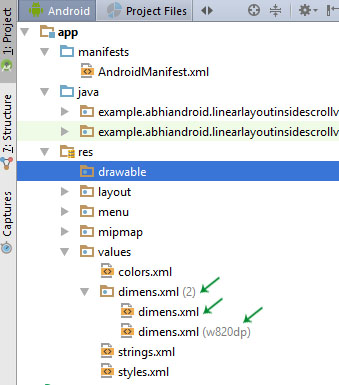 Android
Project Files
1: Project
7: Structure
Captures
app
manifests
AndroidManifest.xml
java
example.abhiandroid.linearlayoutinsidescrollv
example.abhiandroid.linearlayoutinsidescrollv
res
drawable
layout
menu
mipmap
values
colors.xml
dimens.xml (2)
dimens.xml
dimens.xml (w820dp)
strings.xml
styles.xml